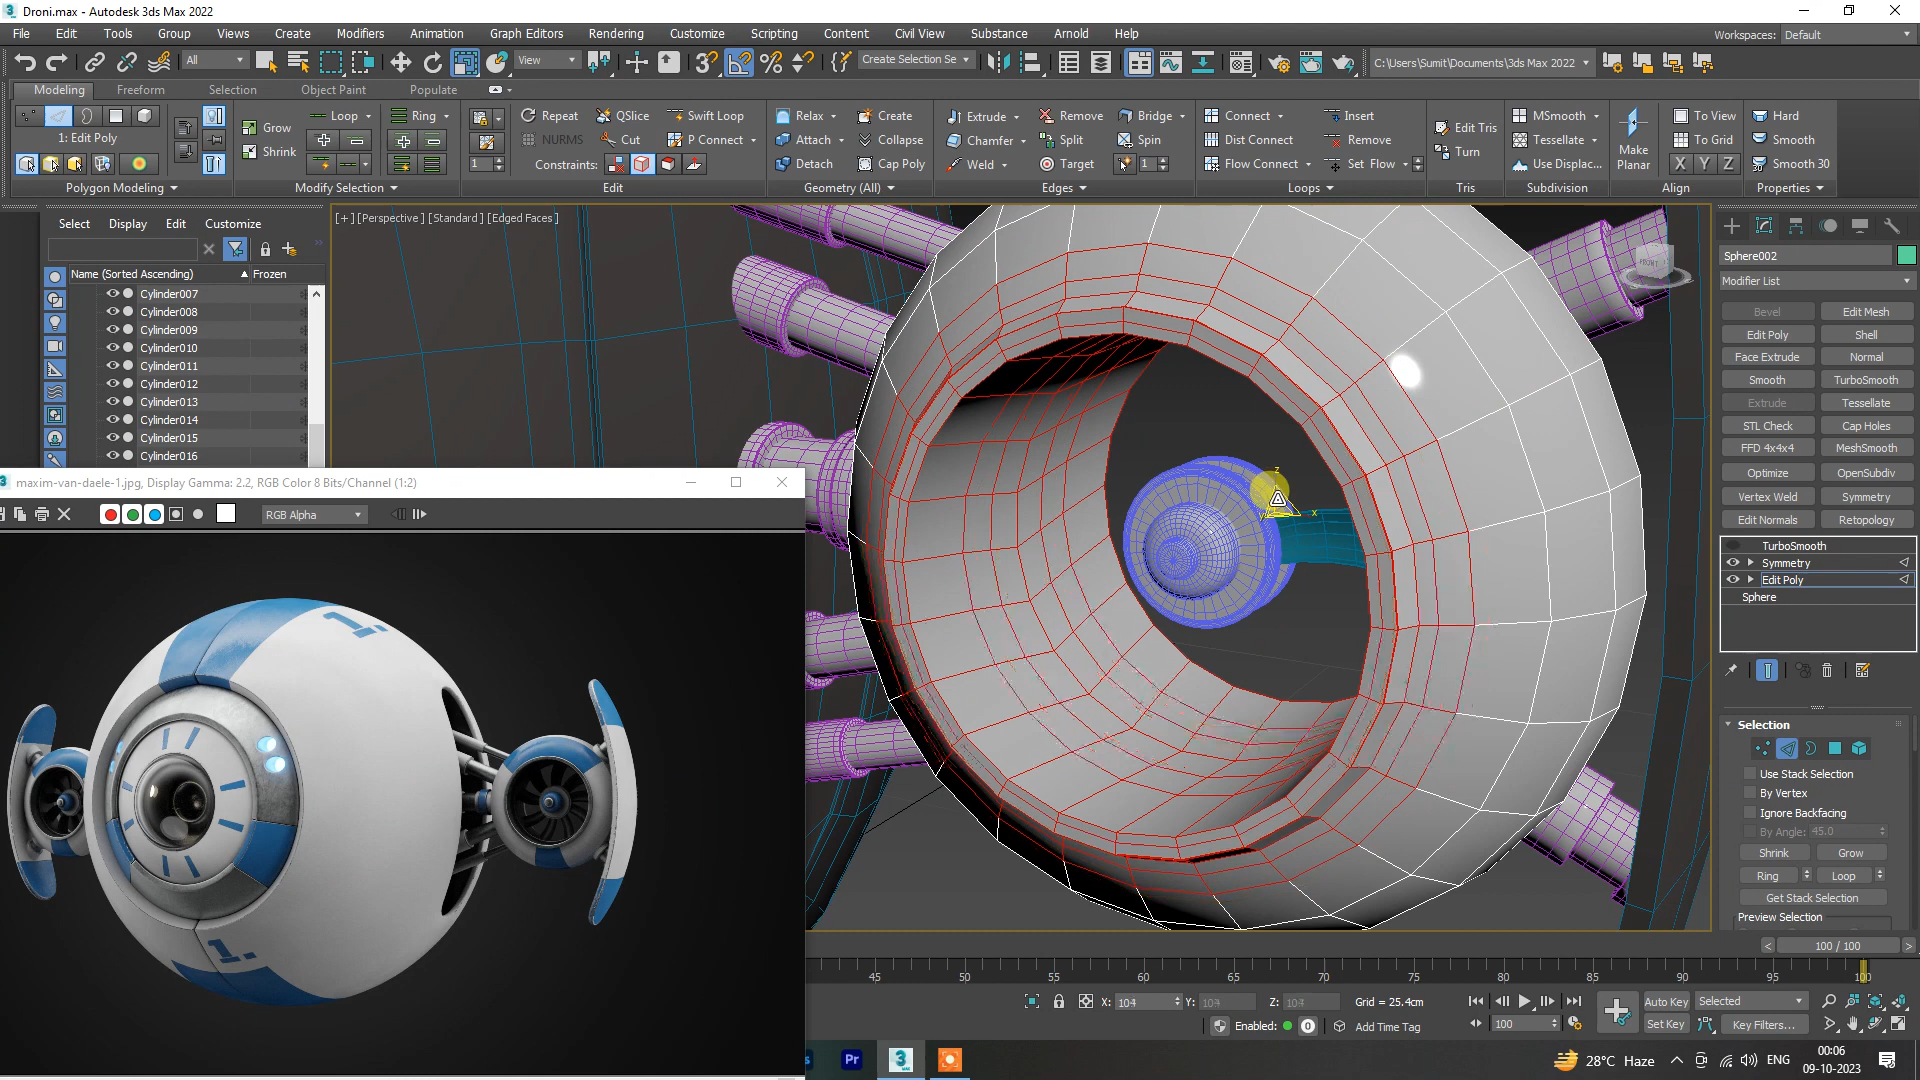 Droni.max - Autodesk 3ds Max 2022
File Edit Tools Group Views Create Modifiers Animation Graph Editors Rendering Customize Scripting Content Civil View Substance Arnold Help
Workspaces: Default
All View Create Selection Se C:\Users\Sumit\Documents\3ds Max 2022
Modeling Freeform Selection Object Paint Populate
Loop Ring Repeat QSlice Swift Loop Relax Create Extrude Remove Bridge Connect Insert MSmooth To View Hard
1: Edit Poly Grow NURMS Cut P Connect Attach Collapse Chamfer Split Spin Dist Connect Remove Edit Tris Tessellate Make Planar To Grid Smooth
Shrink 1 Constraints: Detach Cap Poly Weld Target 1 Flow Connect Set Flow Turn Use Displac... X Y Z Smooth 30
Polygon Modeling Modify Selection Edit Geometry (All) Edges Loops Tris Subdivision Align Properties
Select Display Edit Customize
[+] [Perspective] [Standard] [Edged Faces]
Name (Sorted Ascending) Frozen
Cylinder007
Cylinder008
Cylinder009
Cylinder010
Cylinder011
Cylinder012
Cylinder013
Cylinder014
Cylinder015
Cylinder016
maxim-van-daele-1.jpg, Display Gamma: 2.2, RGB Color 8 Bits/Channel (1:2)
RGB Alpha
1.
1.
FRONT
z
x
Sphere002
Modifier List
Bevel Edit Mesh
Edit Poly Shell
Face Extrude Normal
Smooth TurboSmooth
Extrude Tessellate
STL Check Cap Holes
FFD 4x4x4 MeshSmooth
Optimize OpenSubdiv
Vertex Weld Symmetry
Edit Normals Retopology
TurboSmooth
Symmetry
Edit Poly
Sphere
Selection
Use Stack Selection
By Vertex
Ignore Backfacing
By Angle: 45.0
Shrink Grow
Ring Loop
Get Stack Selection
Preview Selection
< 100 / 100 >
45 50 55 60 65 70 75 80 85 90 95 100
X: 104 Y: 104 Z: 104 Grid = 25.4cm
Auto Key Selected
Enabled: 0 Add Time Tag 100 Set Key Key Filters...
Pr 3 28°C Haze ENG 00:06
09-10-2023